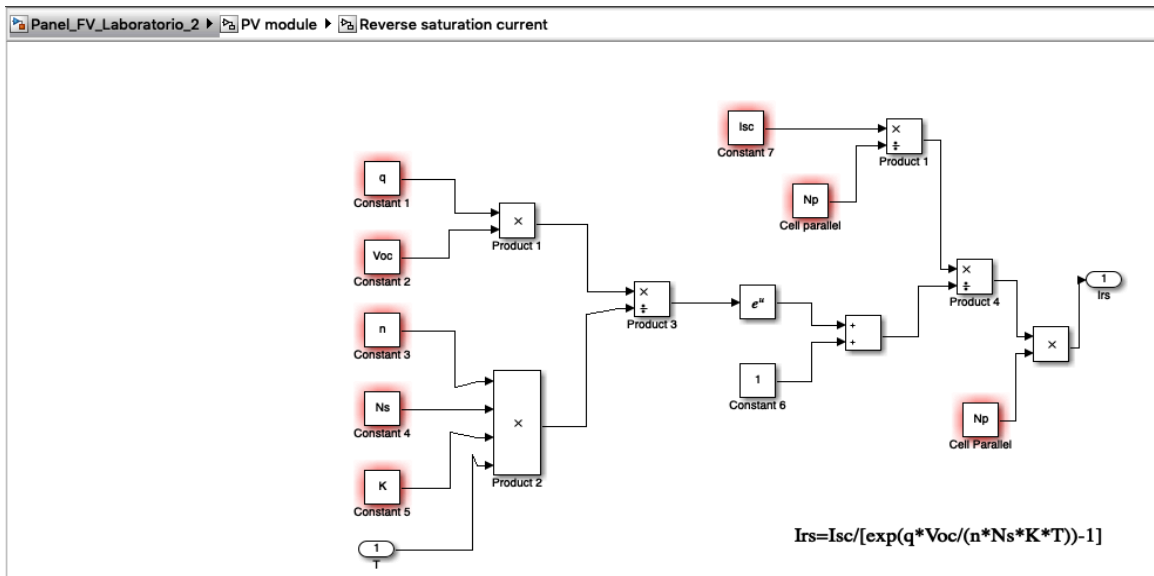 Panel_FV_Laboratorio_2 PV module Reverse saturation current
Isc
Constant 7
×
÷
Product 1
Np
Cell parallel
q
Constant 1
Voc
Constant 2
×
Product 1
n
Constant 3
Ns
Constant 4
K
Constant 5
1
T
×
Product 2
×
÷
Product 3
e^u
1
Constant 6
+
+
×
÷
Product 4
Np
Cell Parallel
×
1
Irs
Irs=Isc/[exp(q*Voc/(n*Ns*K*T))-1]